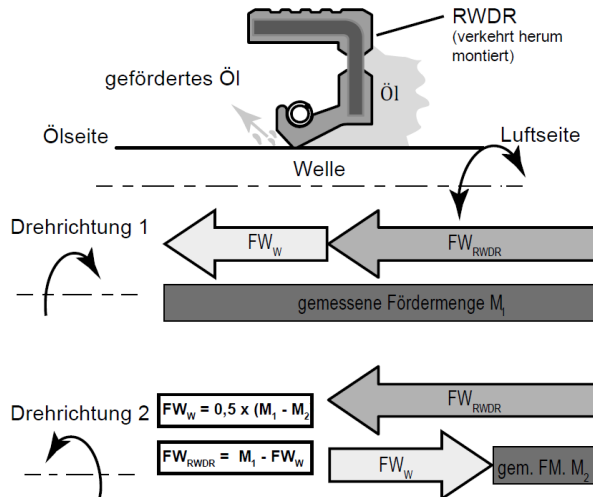 RWDR
(verkehrt herum
montiert)
gefördertes Öl
Öl
Ölseite
Luftseite
Welle
Drehrichtung 1
FW_W
FW_RWDR
gemessene Fördermenge M_1
FW_RWDR
Drehrichtung 2
FW_W = 0,5 x (M_1 - M_2
FW_RWDR = M_1 - FW_W
FW_W
gem. FM. M_2